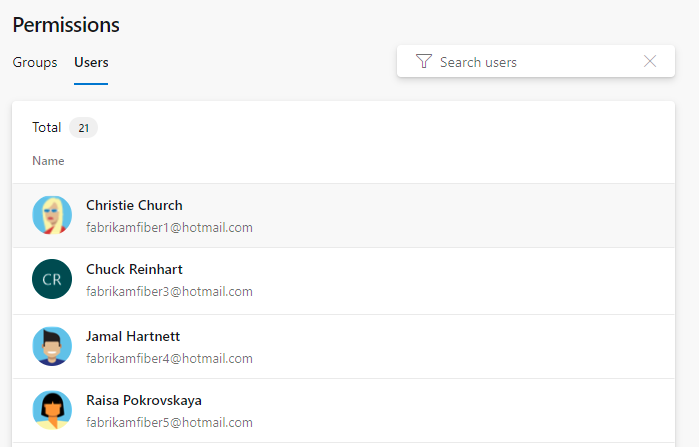 Permissions
Groups Users Search users
Total 21
Name
Christie Church
fabrikamfiber1@hotmail.com
CR
Chuck Reinhart
fabrikamfiber3@hotmail.com
Jamal Hartnett
fabrikamfiber4@hotmail.com
Raisa Pokrovskaya
fabrikamfiber5@hotmail.com